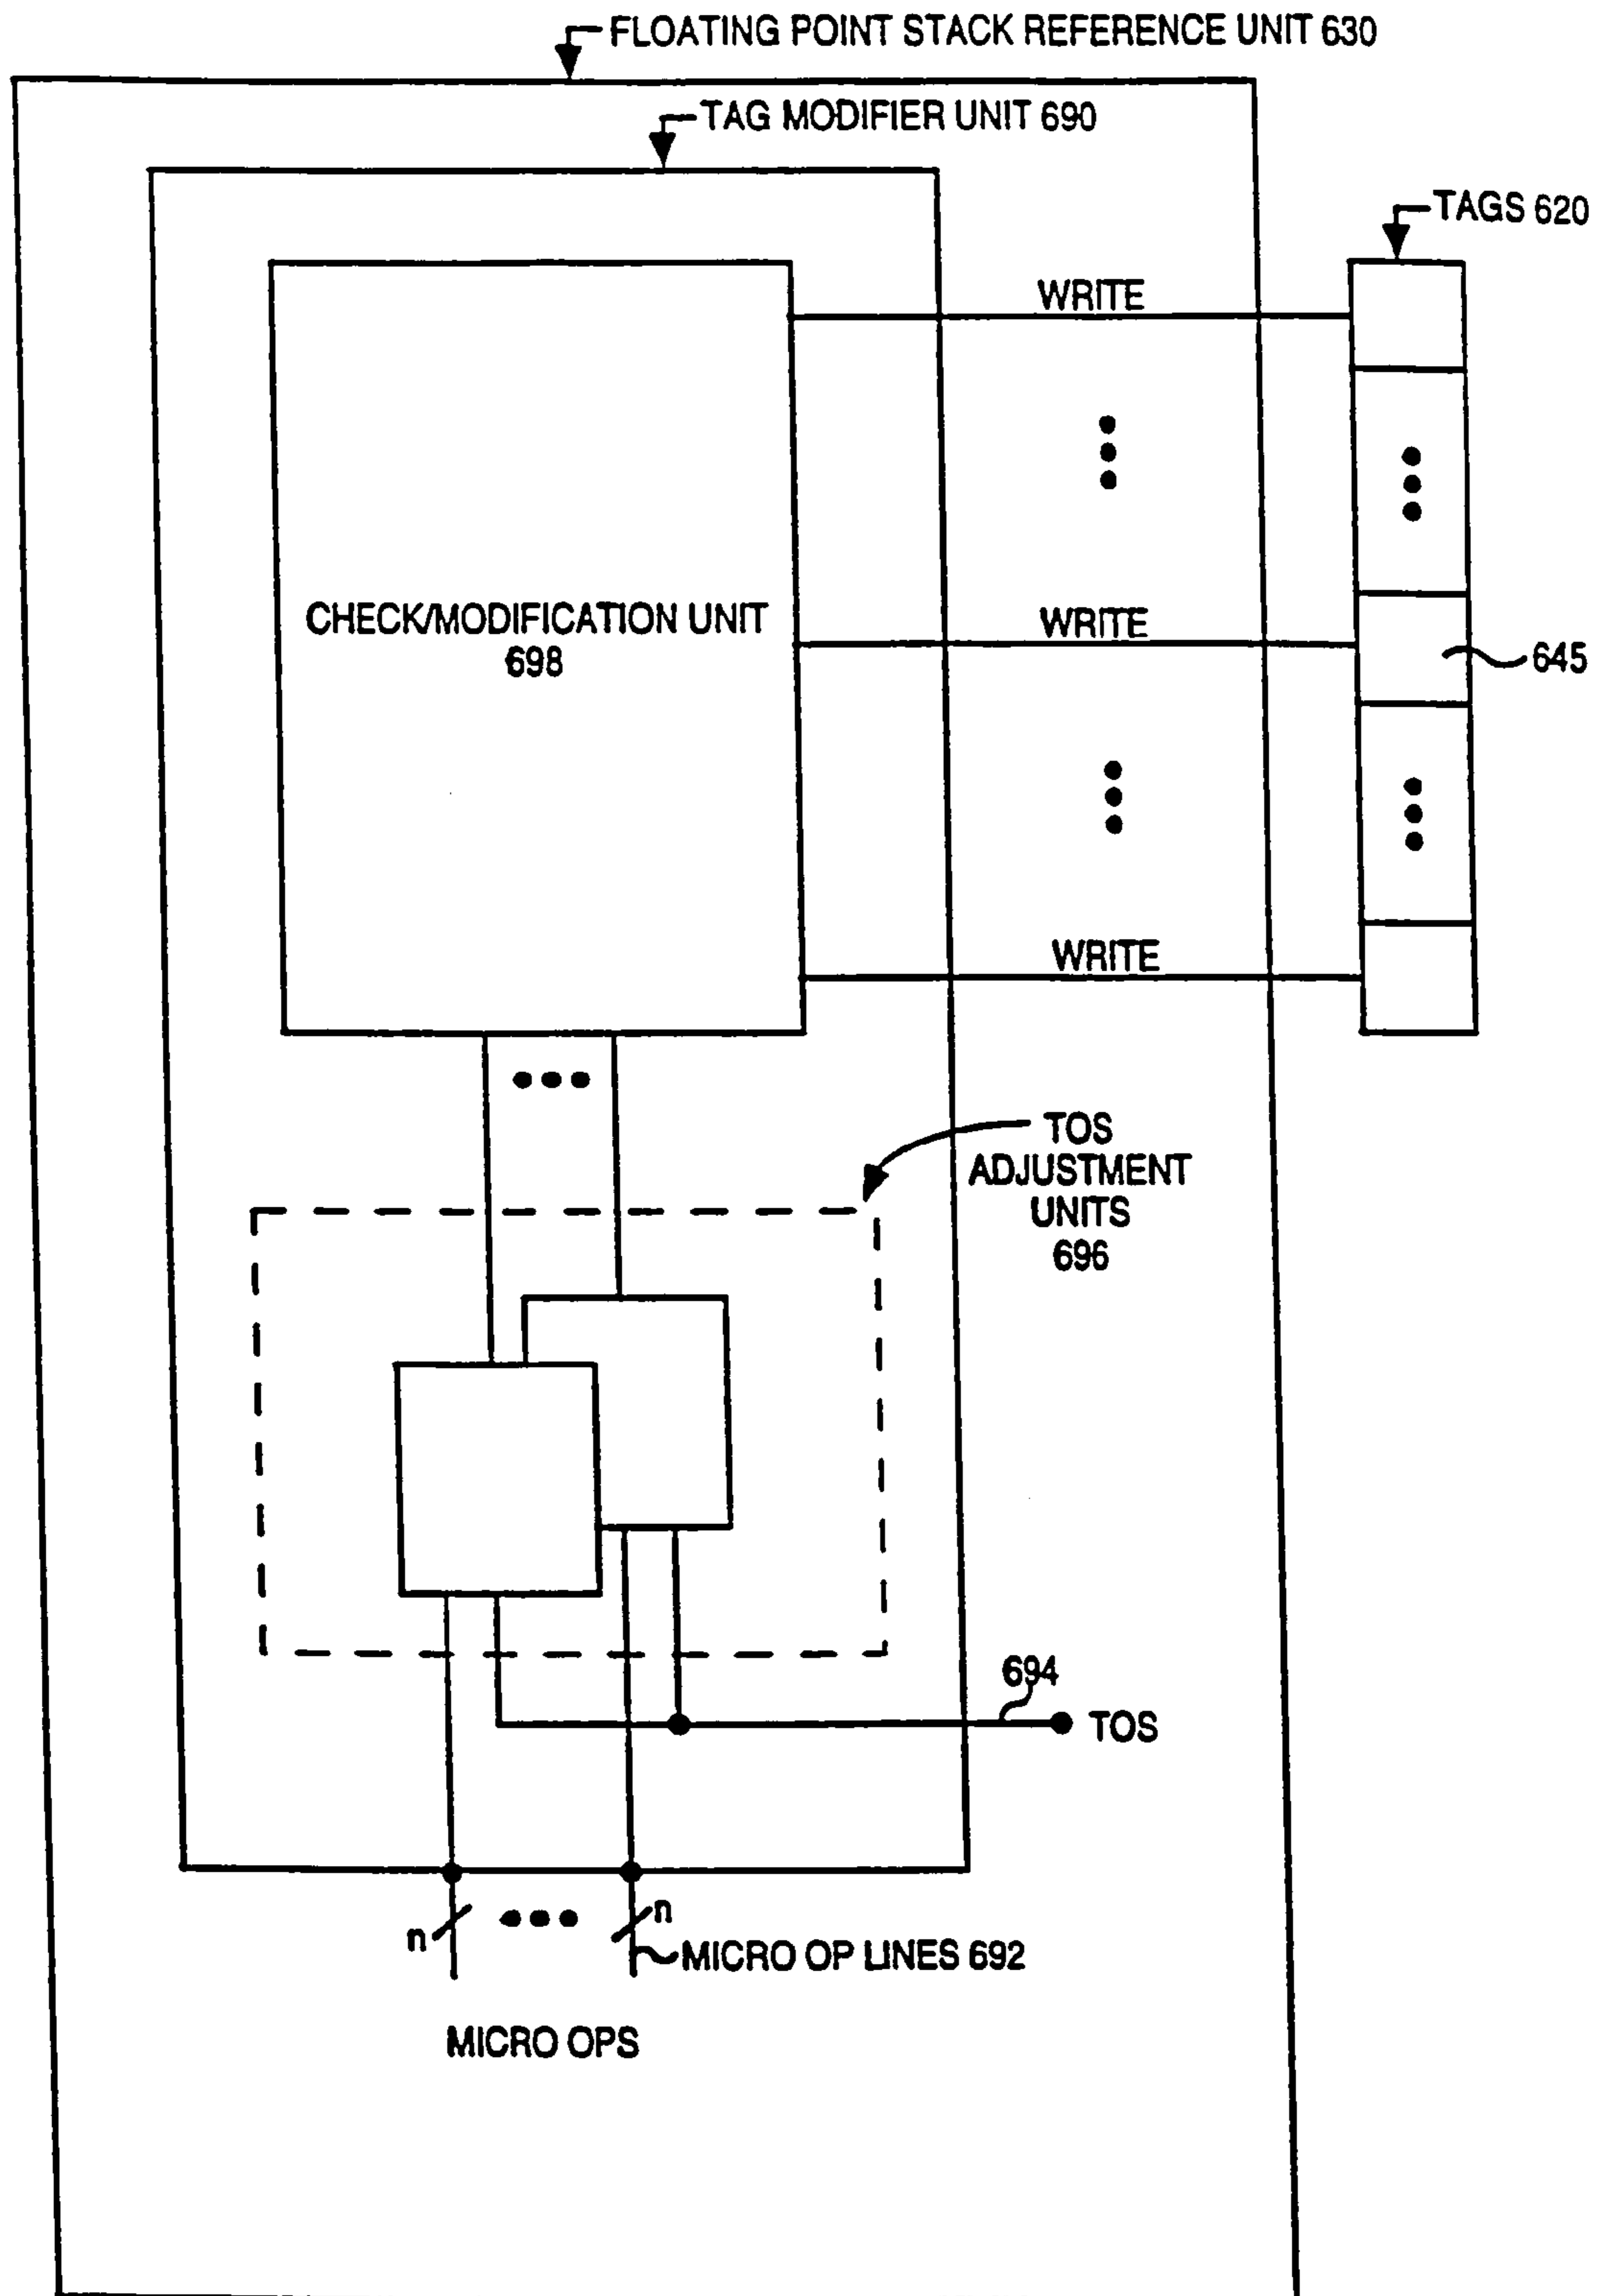 FLOATING POINT STACK REFERENCE UNIT 630
TAG MODIFIER UNIT 690
TAGS 620
WRITE
CHECK/MODIFICATION UNIT
698
WRITE
645
WRITE
TOS
ADJUSTMENT
UNITS
696
694
TOS
n
n
MICRO OP LINES 692
MICRO OPS